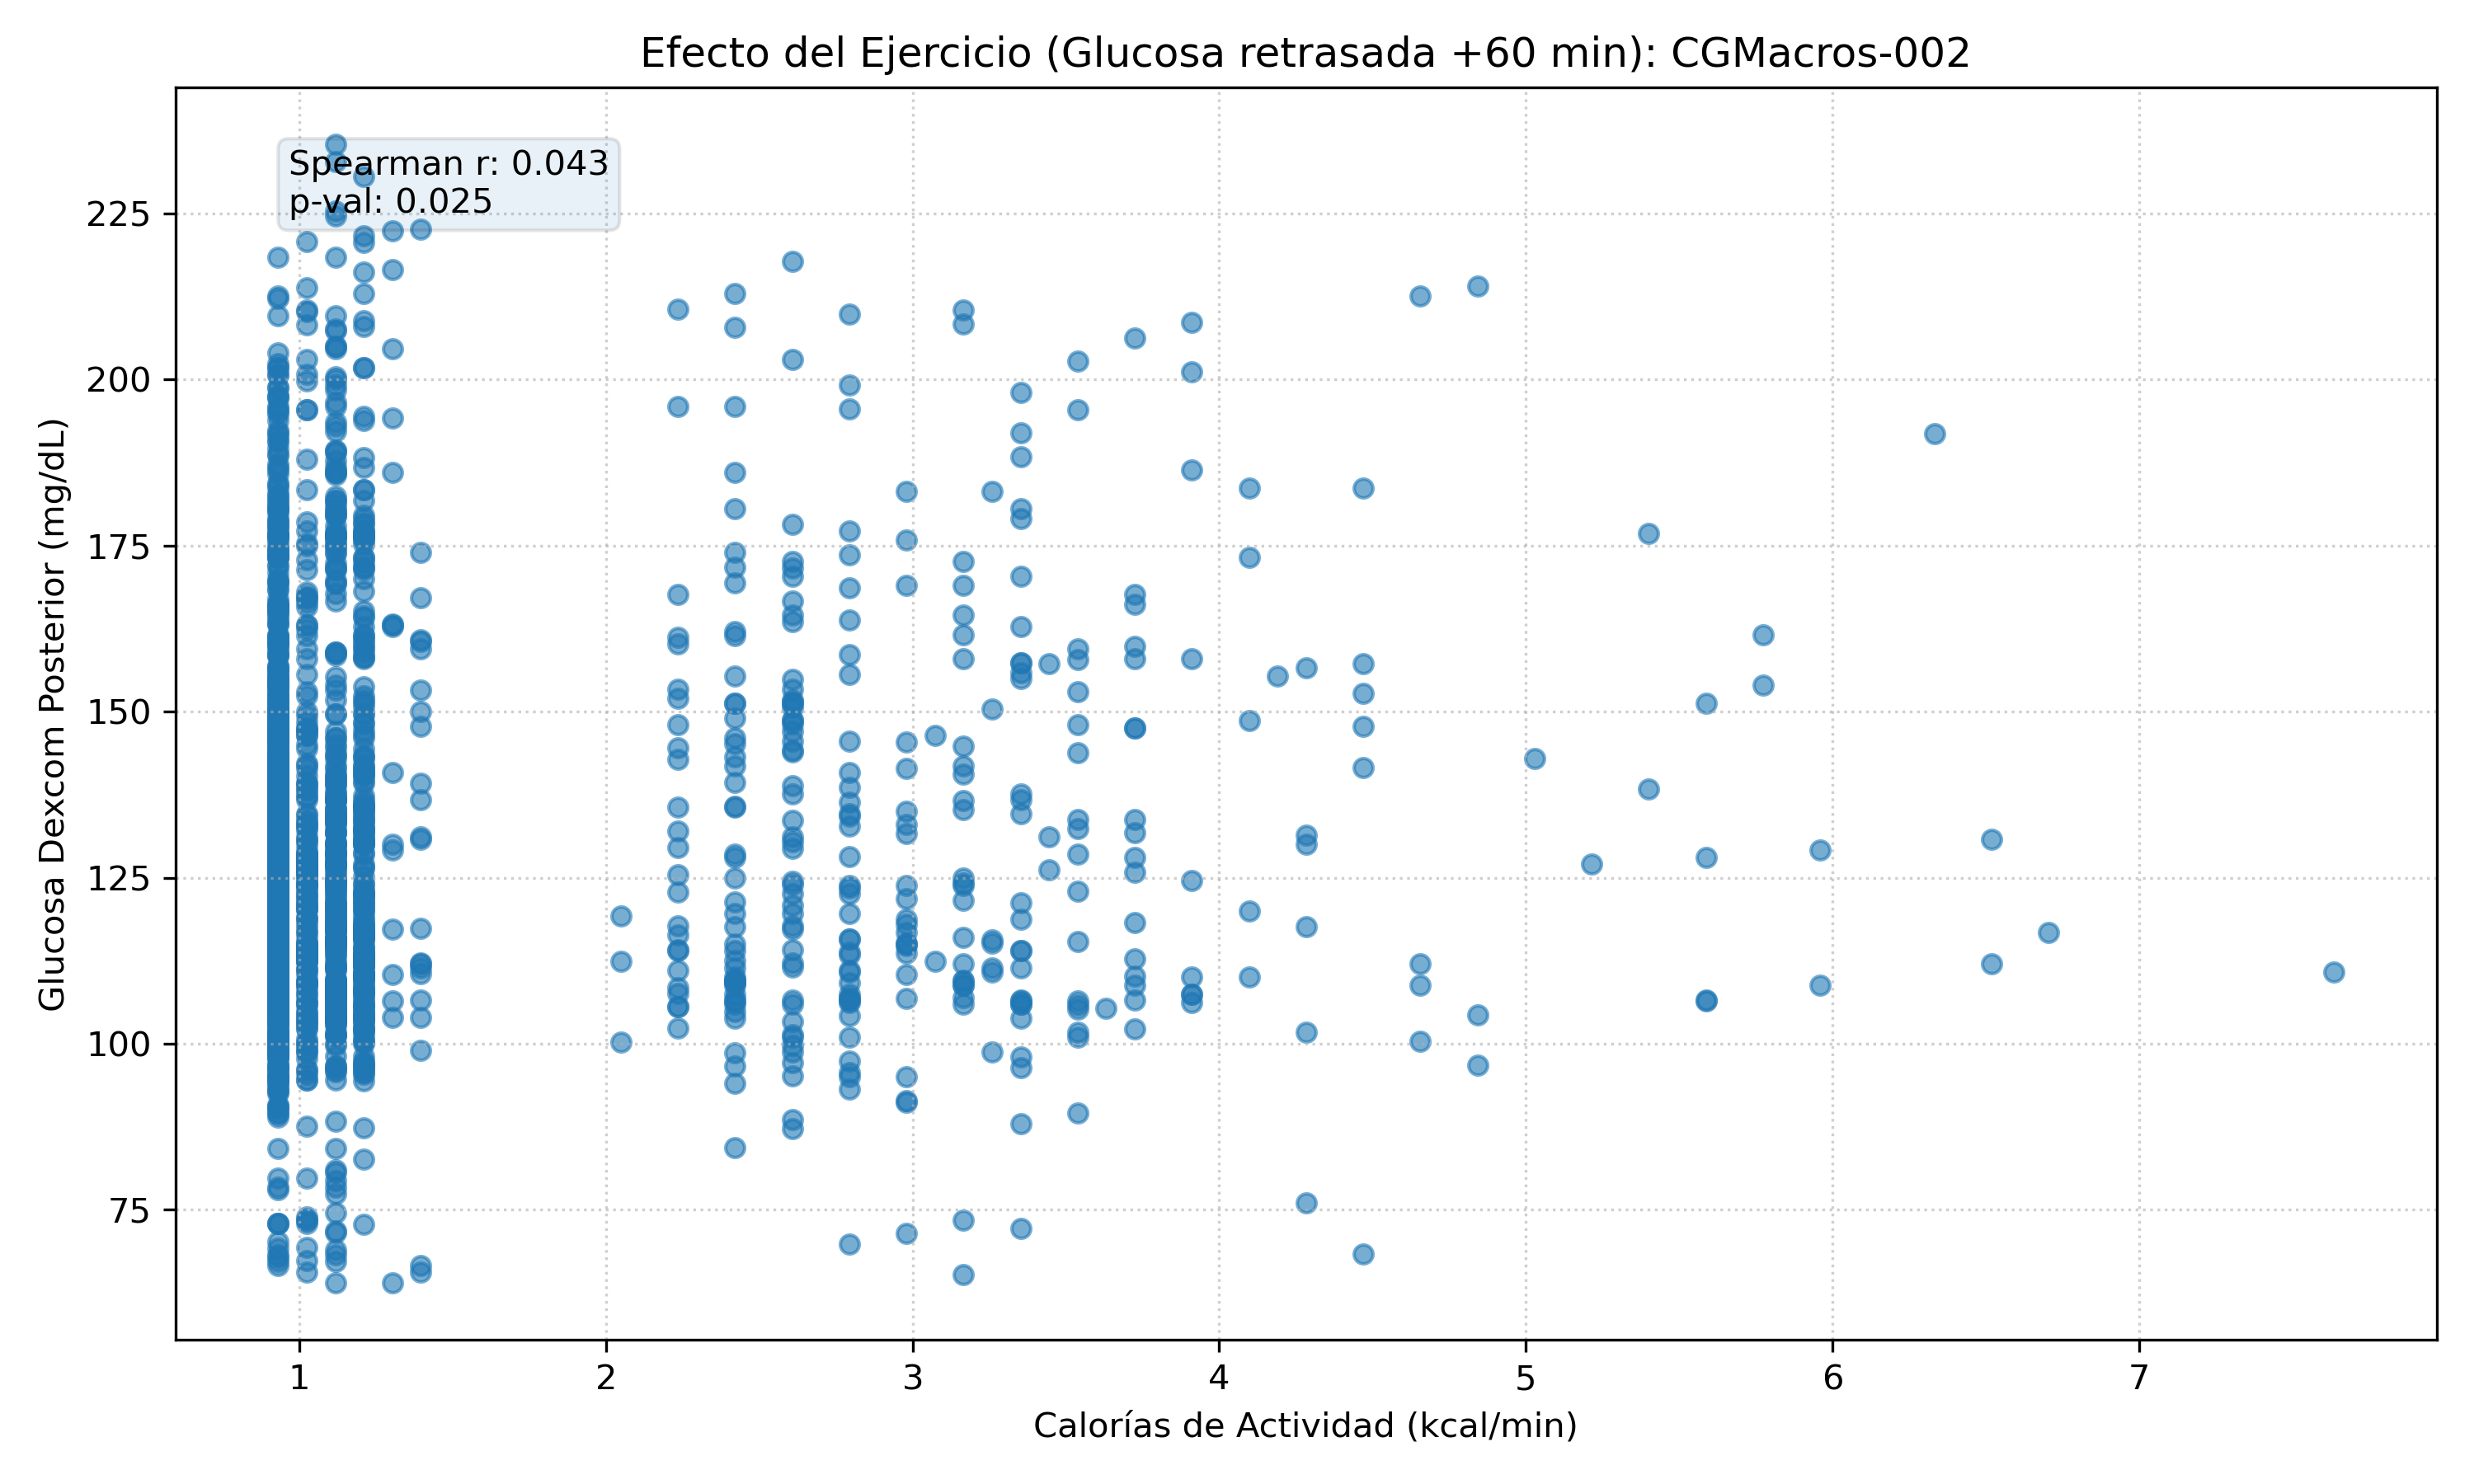 Efecto del Ejercicio (Glucosa retrasada +60 min): CGMacros-002
Spearman r: 0.043
p-val: 0.025
Glucosa Dexcom Posterior (mg/dL)
225
200
175
150
125
100
75
1 2 3 4 5 6 7
Calorías de Actividad (kcal/min)